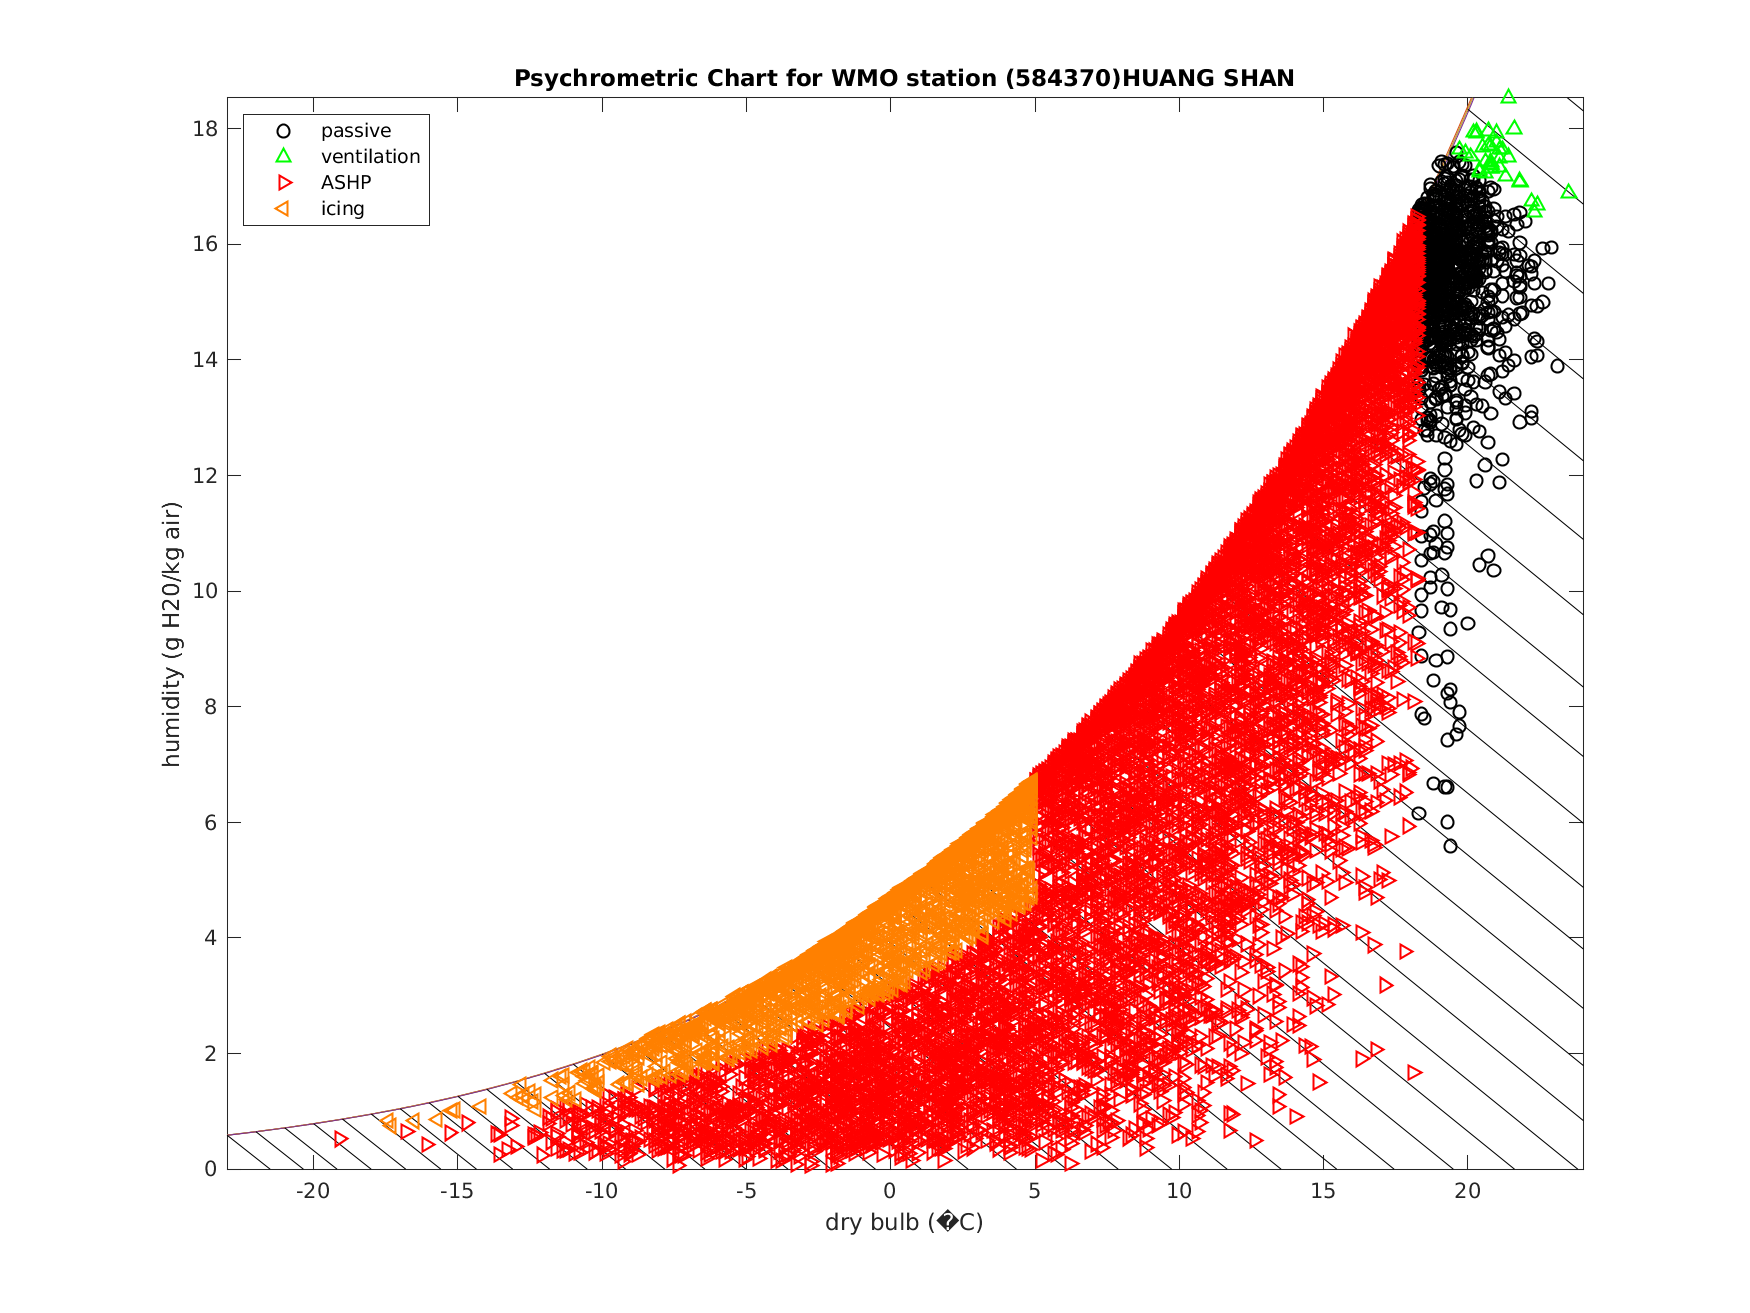 Psychrometric Chart for WMO station (584370)HUANG SHAN
passive
ventilation
ASHP
icing
18
16
14
12
10
8
6
4
2
0
humidity (g H20/kg air)
-20 -15 -10 -5 0 5 10 15 20
dry bulb (�C)